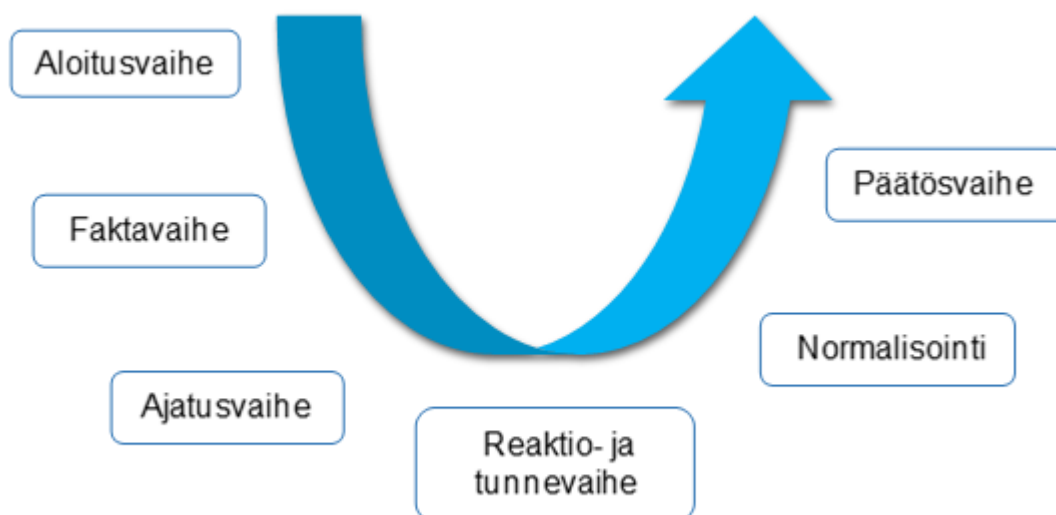 Aloitusvaihe
Faktavaihe
Ajatusvaihe
Reaktio- ja
tunnevaihe
Normalisointi
Päätösvaihe